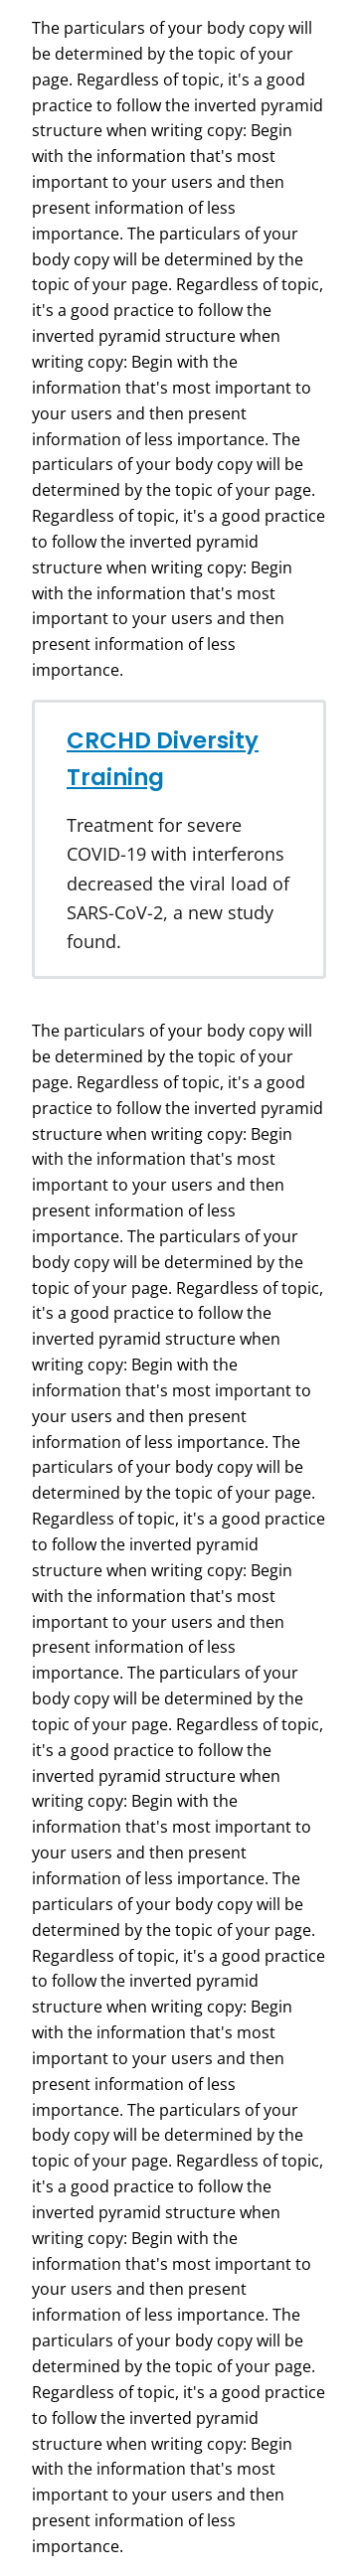 The particulars of your body copy will
be determined by the topic of your
page. Regardless of topic, it's a good
practice to follow the inverted pyramid
structure when writing copy: Begin
with the information that's most
important to your users and then
present information of less
importance. The particulars of your
body copy will be determined by the
topic of your page. Regardless of topic,
it's a good practice to follow the
inverted pyramid structure when
writing copy: Begin with the
information that's most important to
your users and then present
information of less importance. The
particulars of your body copy will be
determined by the topic of your page.
Regardless of topic, it's a good practice
to follow the inverted pyramid
structure when writing copy: Begin
with the information that's most
important to your users and then
present information of less
importance.
CRCHD Diversity
Training
Treatment for severe
COVID-19 with interferons
decreased the viral load of
SARS-CoV-2, a new study
found.
The particulars of your body copy will
be determined by the topic of your
page. Regardless of topic, it's a good
practice to follow the inverted pyramid
structure when writing copy: Begin
with the information that's most
important to your users and then
present information of less
importance. The particulars of your
body copy will be determined by the
topic of your page. Regardless of topic,
it's a good practice to follow the
inverted pyramid structure when
writing copy: Begin with the
information that's most important to
your users and then present
information of less importance. The
particulars of your body copy will be
determined by the topic of your page.
Regardless of topic, it's a good practice
to follow the inverted pyramid
structure when writing copy: Begin
with the information that's most
important to your users and then
present information of less
importance. The particulars of your
body copy will be determined by the
topic of your page. Regardless of topic,
it's a good practice to follow the
inverted pyramid structure when
writing copy: Begin with the
information that's most important to
your users and then present
information of less importance. The
particulars of your body copy will be
determined by the topic of your page.
Regardless of topic, it's a good practice
to follow the inverted pyramid
structure when writing copy: Begin
with the information that's most
important to your users and then
present information of less
importance. The particulars of your
body copy will be determined by the
topic of your page. Regardless of topic,
it's a good practice to follow the
inverted pyramid structure when
writing copy: Begin with the
information that's most important to
your users and then present
information of less importance. The
particulars of your body copy will be
determined by the topic of your page.
Regardless of topic, it's a good practice
to follow the inverted pyramid
structure when writing copy: Begin
with the information that's most
important to your users and then
present information of less
importance.